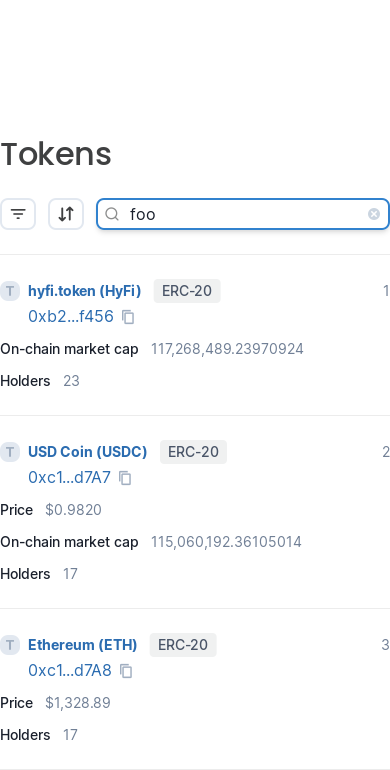 Tokens
foo
T hyfi.token (HyFi) ERC-20 1
0xb2...f456
On-chain market cap 117,268,489.23970924
Holders 23
T USD Coin (USDC) ERC-20 2
0xc1...d7A7
Price $0.9820
On-chain market cap 115,060,192.36105014
Holders 17
T Ethereum (ETH) ERC-20 3
0xc1...d7A8
Price $1,328.89
Holders 17